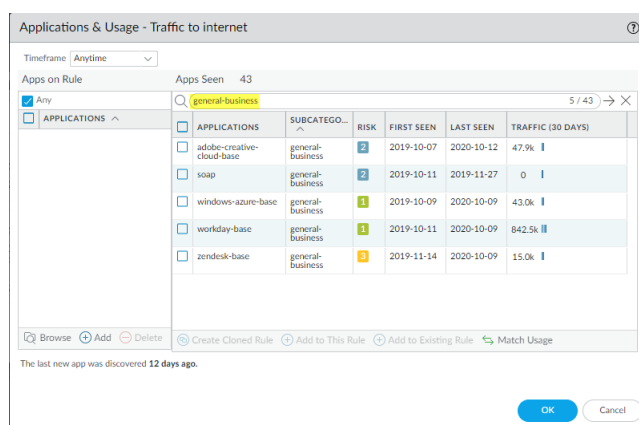 Applications & Usage - Traffic to internet
Timeframe Anytime
Apps on Rule
Apps Seen 43
Any
general-business 5 / 43
APPLICATIONS
APPLICATIONS SUBCATEGO... RISK FIRST SEEN LAST SEEN TRAFFIC (30 DAYS)
adobe-creative-cloud-base general-business 2 2019-10-07 2020-10-12 47.9k
soap general-business 2 2019-10-11 2019-11-27 0
windows-azure-base general-business 1 2019-10-09 2020-10-09 43.0k
workday-base general-business 1 2019-10-11 2020-10-09 842.5k
zendesk-base general-business 3 2019-11-14 2020-10-09 15.0k
Browse Add Delete
Create Cloned Rule Add to This Rule Add to Existing Rule Match Usage
The last new app was discovered 12 days ago.
OK Cancel